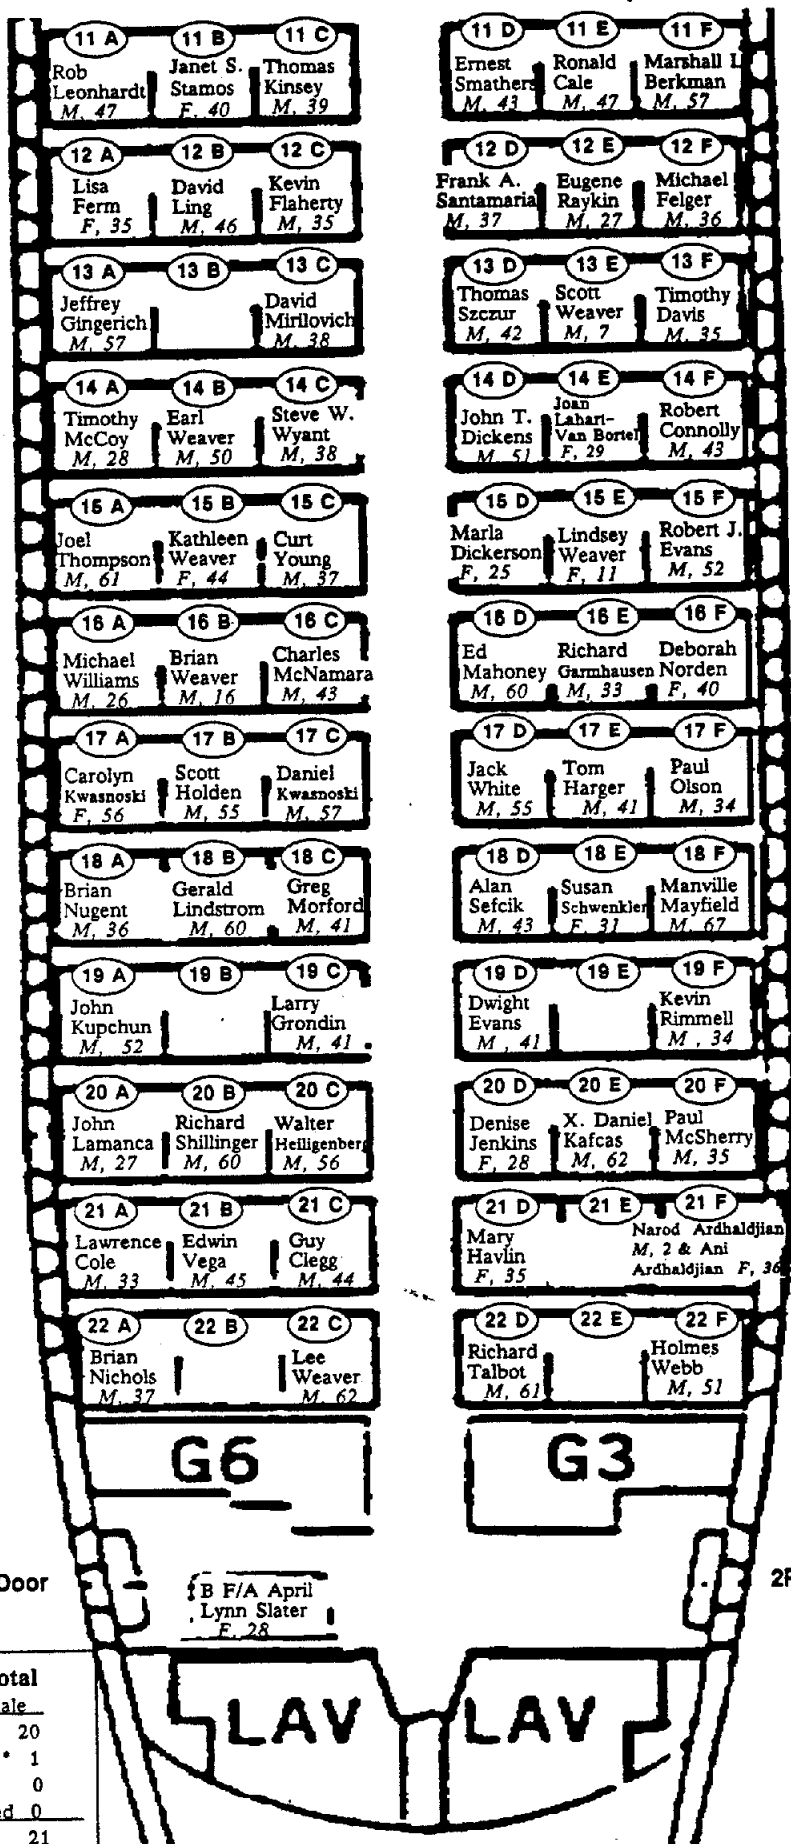 11 A 11 B 11 C 11 D 11 E 11 F
Rob
Leonhardt
M, 47
Janet S.
Stamos
F, 40
Thomas
Kinsey
M, 39
Ernest
Smathers
M, 43
Ronald
Cale
M, 47
Marshall L
Berkman
M, 57
12 A 12 B 12 C 12 D 12 E 12 F
Lisa
Ferm
F, 35
David
Ling
M, 46
Kevin
Flaherty
M, 35
Frank A.
Santamaria
M, 37
Eugene
Raykin
M, 27
Michael
Felger
M, 36
13 A 13 B 13 C 13 D 13 E 13 F
Jeffrey
Gingerich
M, 57
David
Mirilovich
M, 38
Thomas
Szczur
M, 42
Scott
Weaver
M, 7
Timothy
Davis
M, 35
14 A 14 B 14 C 14 D 14 E 14 F
Timothy
McCoy
M, 28
Earl
Weaver
M, 50
Steve W.
Wyant
M, 38
John T.
Dickens
M, 51
Joan
Lahart-
Van Bortel
F, 29
Robert
Connolly
M, 43
15 A 15 B 15 C 15 D 15 E 15 F
Joel
Thompson
M, 61
Kathleen
Weaver
F, 44
Curt
Young
M, 37
Marla
Dickerson
F, 25
Lindsey
Weaver
F, 11
Robert J.
Evans
M, 52
16 A 16 B 16 C 16 D 16 E 16 F
Michael
Williams
M, 26
Brian
Weaver
M, 16
Charles
McNamara
M, 43
Ed
Mahoney
M, 60
Richard
Garmhausen
M, 33
Deborah
Norden
F, 40
17 A 17 B 17 C 17 D 17 E 17 F
Carolyn
Kwasnoski
F, 56
Scott
Holden
M, 55
Daniel
Kwasnoski
M, 57
Jack
White
M, 55
Tom
Harger
M, 41
Paul
Olson
M, 34
18 A 18 B 18 C 18 D 18 E 18 F
Brian
Nugent
M, 36
Gerald
Lindstrom
M, 60
Greg
Morford
M, 41
Alan
Sefcik
M, 43
Susan
Schwenkler
F, 31
Manville
Mayfield
M, 67
19 A 19 B 19 C 19 D 19 E 19 F
John
Kupchun
M, 52
Larry
Grondin
M, 41
Dwight
Evans
M, 41
Kevin
Rimmell
M, 34
20 A 20 B 20 C 20 D 20 E 20 F
John
Lamanca
M, 27
Richard
Shillinger
M, 60
Walter
Heiligenberg
M, 56
Denise
Jenkins
F, 28
X. Daniel
Kafcas
M, 62
Paul
McSherry
M, 35
21 A 21 B 21 C 21 D 21 E 21 F
Lawrence
Cole
M, 33
Edwin
Vega
M, 45
Guy
Clegg
M, 44
Mary
Havlin
F, 35
Narod Ardhaldjian
M, 2 & Ani
Ardhaldjian F, 36
22 A 22 B 22 C 22 D 22 E 22 F
Brian
Nichols
M, 37
Lee
Weaver
M, 62
Richard
Talbot
M, 61
Holmes
Webb
M, 51
G6 G3
Door
B F/A April
Lynn Slater
F, 28
LAV LAV
otal
ale
20
* 1
0
ed 0
21